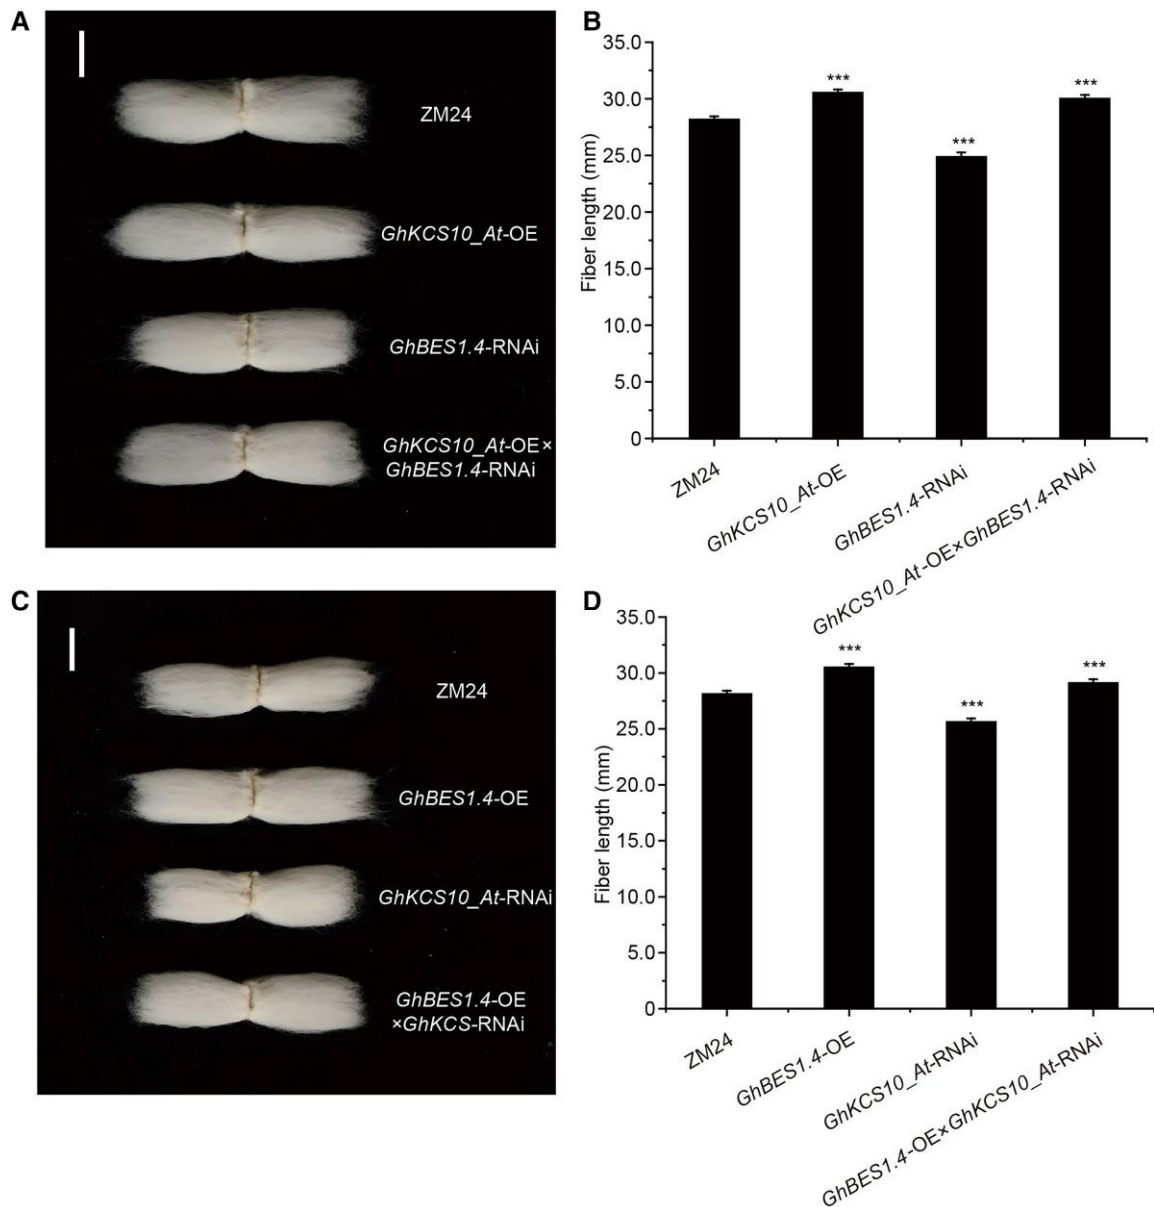 A
ZM24
GhKCS10_At-OE
GhBES1.4-RNAi
GhKCS10_At-OE×
GhBES1.4-RNAi
B
35.0
30.0
25.0
20.0
15.0
10.0
5.0
0
Fiber length (mm)
***
***
***
ZM24
GhKCS10_At-OE
GhBES1.4-RNAi
GhKCS10_At-OE×GhBES1.4-RNAi
C
ZM24
GhBES1.4-OE
GhKCS10_At-RNAi
GhBES1.4-OE
×GhKCS-RNAi
D
35.0
30.0
25.0
20.0
15.0
10.0
5.0
0
Fiber length (mm)
***
***
***
ZM24
GhBES1.4-OE
GhKCS10_At-RNAi
GhBES1.4-OE×GhKCS10_At-RNAi